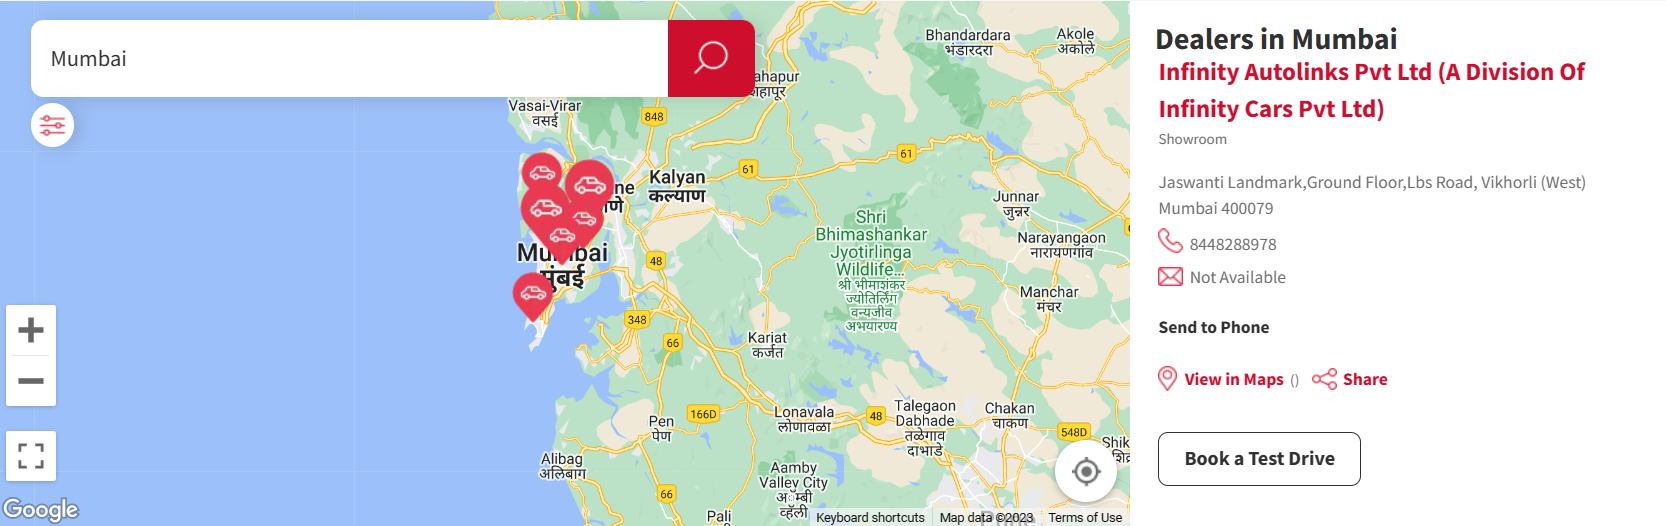 Mumbai
Bhandardara
भंडारदरा
Akole
अकोले
ahapur
शहापूर
Vasai-Virar
वसई
848
61
61
Kalyan
कल्याण
ne
णे
Junnar
जुन्नर
Shri
Bhimashankar
Jyotirlinga
Wildlife...
श्री भीमाशंकर
ज्योतिर्लिंग
वन्यजीव
अभयारण्य
Narayangaon
नारायणगांव
Mumbai
मुंबई
48
Manchar
मंचर
348
66
Karjat
कर्जत
166D
Lonavala
लोणावळा
48
Talegaon
Dabhade
तळेगाव
दाभाडे
Chakan
चाकण
548D
Pen
पेण
Alibag
अलिबाग
Aamby
Valley City
66
Pali
Google
Keyboard shortcuts
Map data ©2023
Terms of Use
Dealers in Mumbai
Infinity Autolinks Pvt Ltd (A Division Of
Infinity Cars Pvt Ltd)
Showroom
Jaswanti Landmark,Ground Floor,Lbs Road, Vikhorli (West)
Mumbai 400079
8448288978
Not Available
Send to Phone
View in Maps () Share
Book a Test Drive